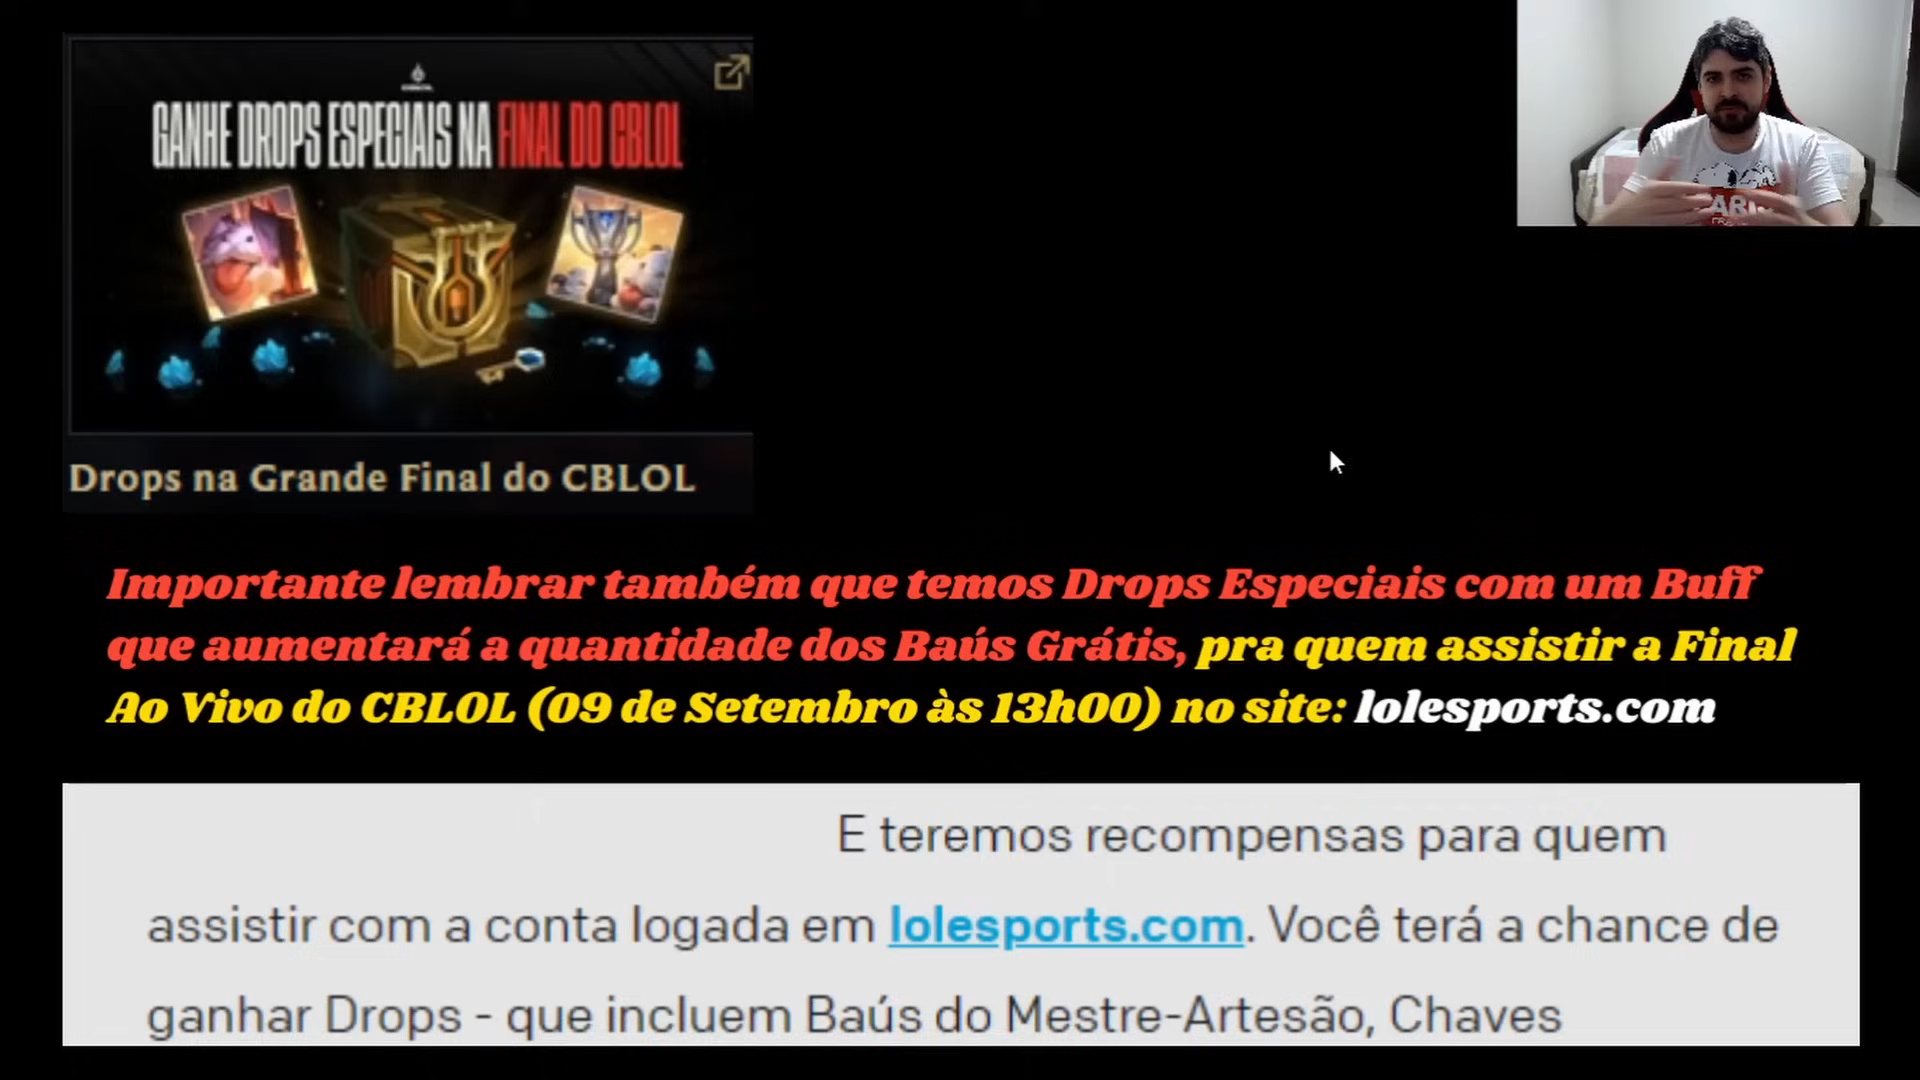 GANHE DROPS ESPECIAIS NA FINAL DO CBLOL
Drops na Grande Final do CBLOL
Importante lembrar também que temos Drops Especiais com um Buff
que aumentará a quantidade dos Baús Grátis, pra quem assistir a Final
Ao Vivo do CBLOL (09 de Setembro às 13h00) no site: lolesports.com
E teremos recompensas para quem
assistir com a conta logada em lolesports.com. Você terá a chance de
ganhar Drops - que incluem Baús do Mestre-Artesão, Chaves